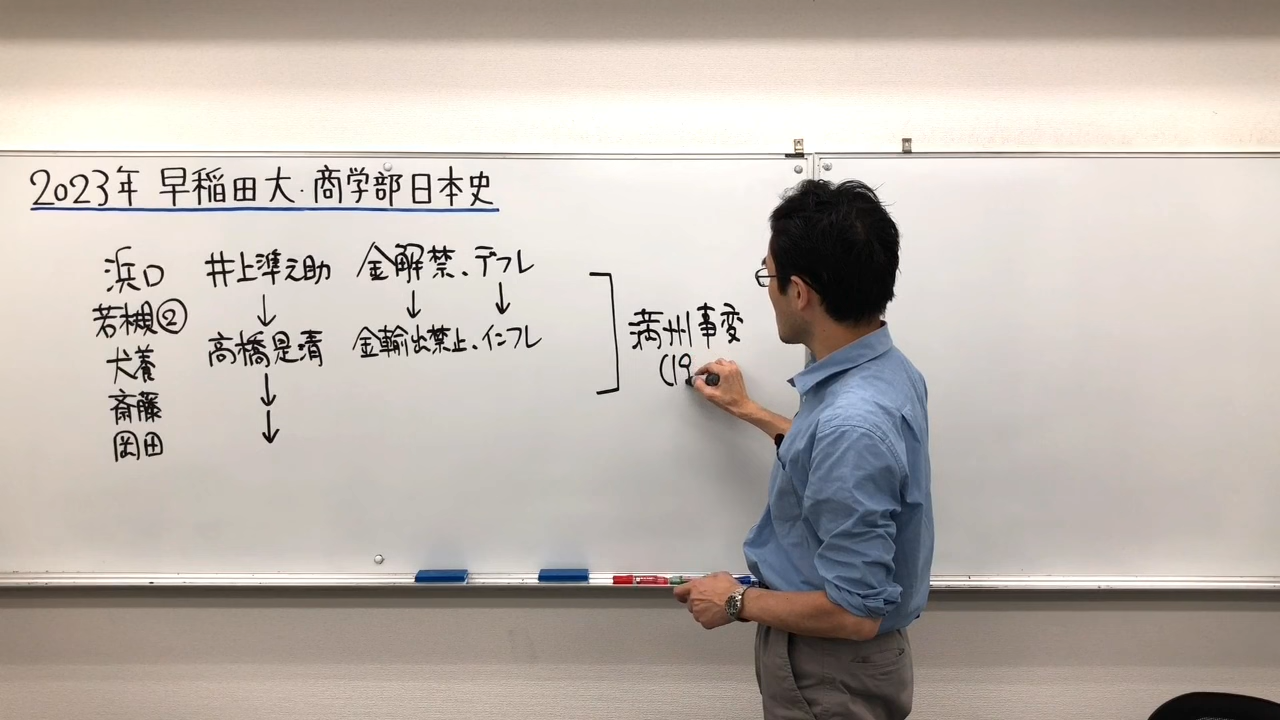 2023年 早稲田大・商学部日本史
浜口 井上準之助 金解禁、デフレ
↓ ↓ ↓
若槻② 高橋是清 金輸出禁止、インフレ
犬養 ↓
斎藤 ↓
岡田
満州事変
(19